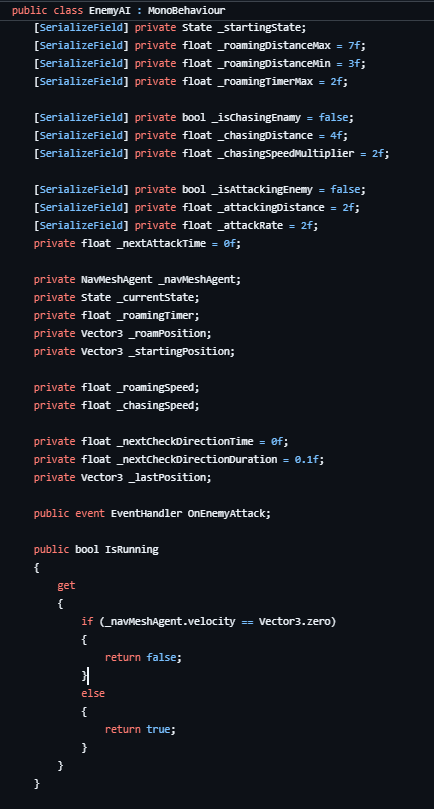 public class EnemyAI : MonoBehaviour
[SerializeField] private State _startingState;
[SerializeField] private float _roamingDistanceMax = 7f;
[SerializeField] private float _roamingDistanceMin = 3f;
[SerializeField] private float _roamingTimerMax = 2f;
[SerializeField] private bool _isChasingEnamy = false;
[SerializeField] private float _chasingDistance = 4f;
[SerializeField] private float _chasingSpeedMultiplier = 2f;
[SerializeField] private bool _isAttackingEnemy = false;
[SerializeField] private float _attackingDistance = 2f;
[SerializeField] private float _attackRate = 2f;
private float _nextAttackTime = 0f;
private NavMeshAgent _navMeshAgent;
private State _currentState;
private float _roamingTimer;
private Vector3 _roamPosition;
private Vector3 _startingPosition;
private float _roamingSpeed;
private float _chasingSpeed;
private float _nextCheckDirectionTime = 0f;
private float _nextCheckDirectionDuration = 0.1f;
private Vector3 _lastPosition;
public event EventHandler OnEnemyAttack;
public bool IsRunning
{
get
{
if (_navMeshAgent.velocity == Vector3.zero)
{
return false;
}
else
{
return true;
}
}
}